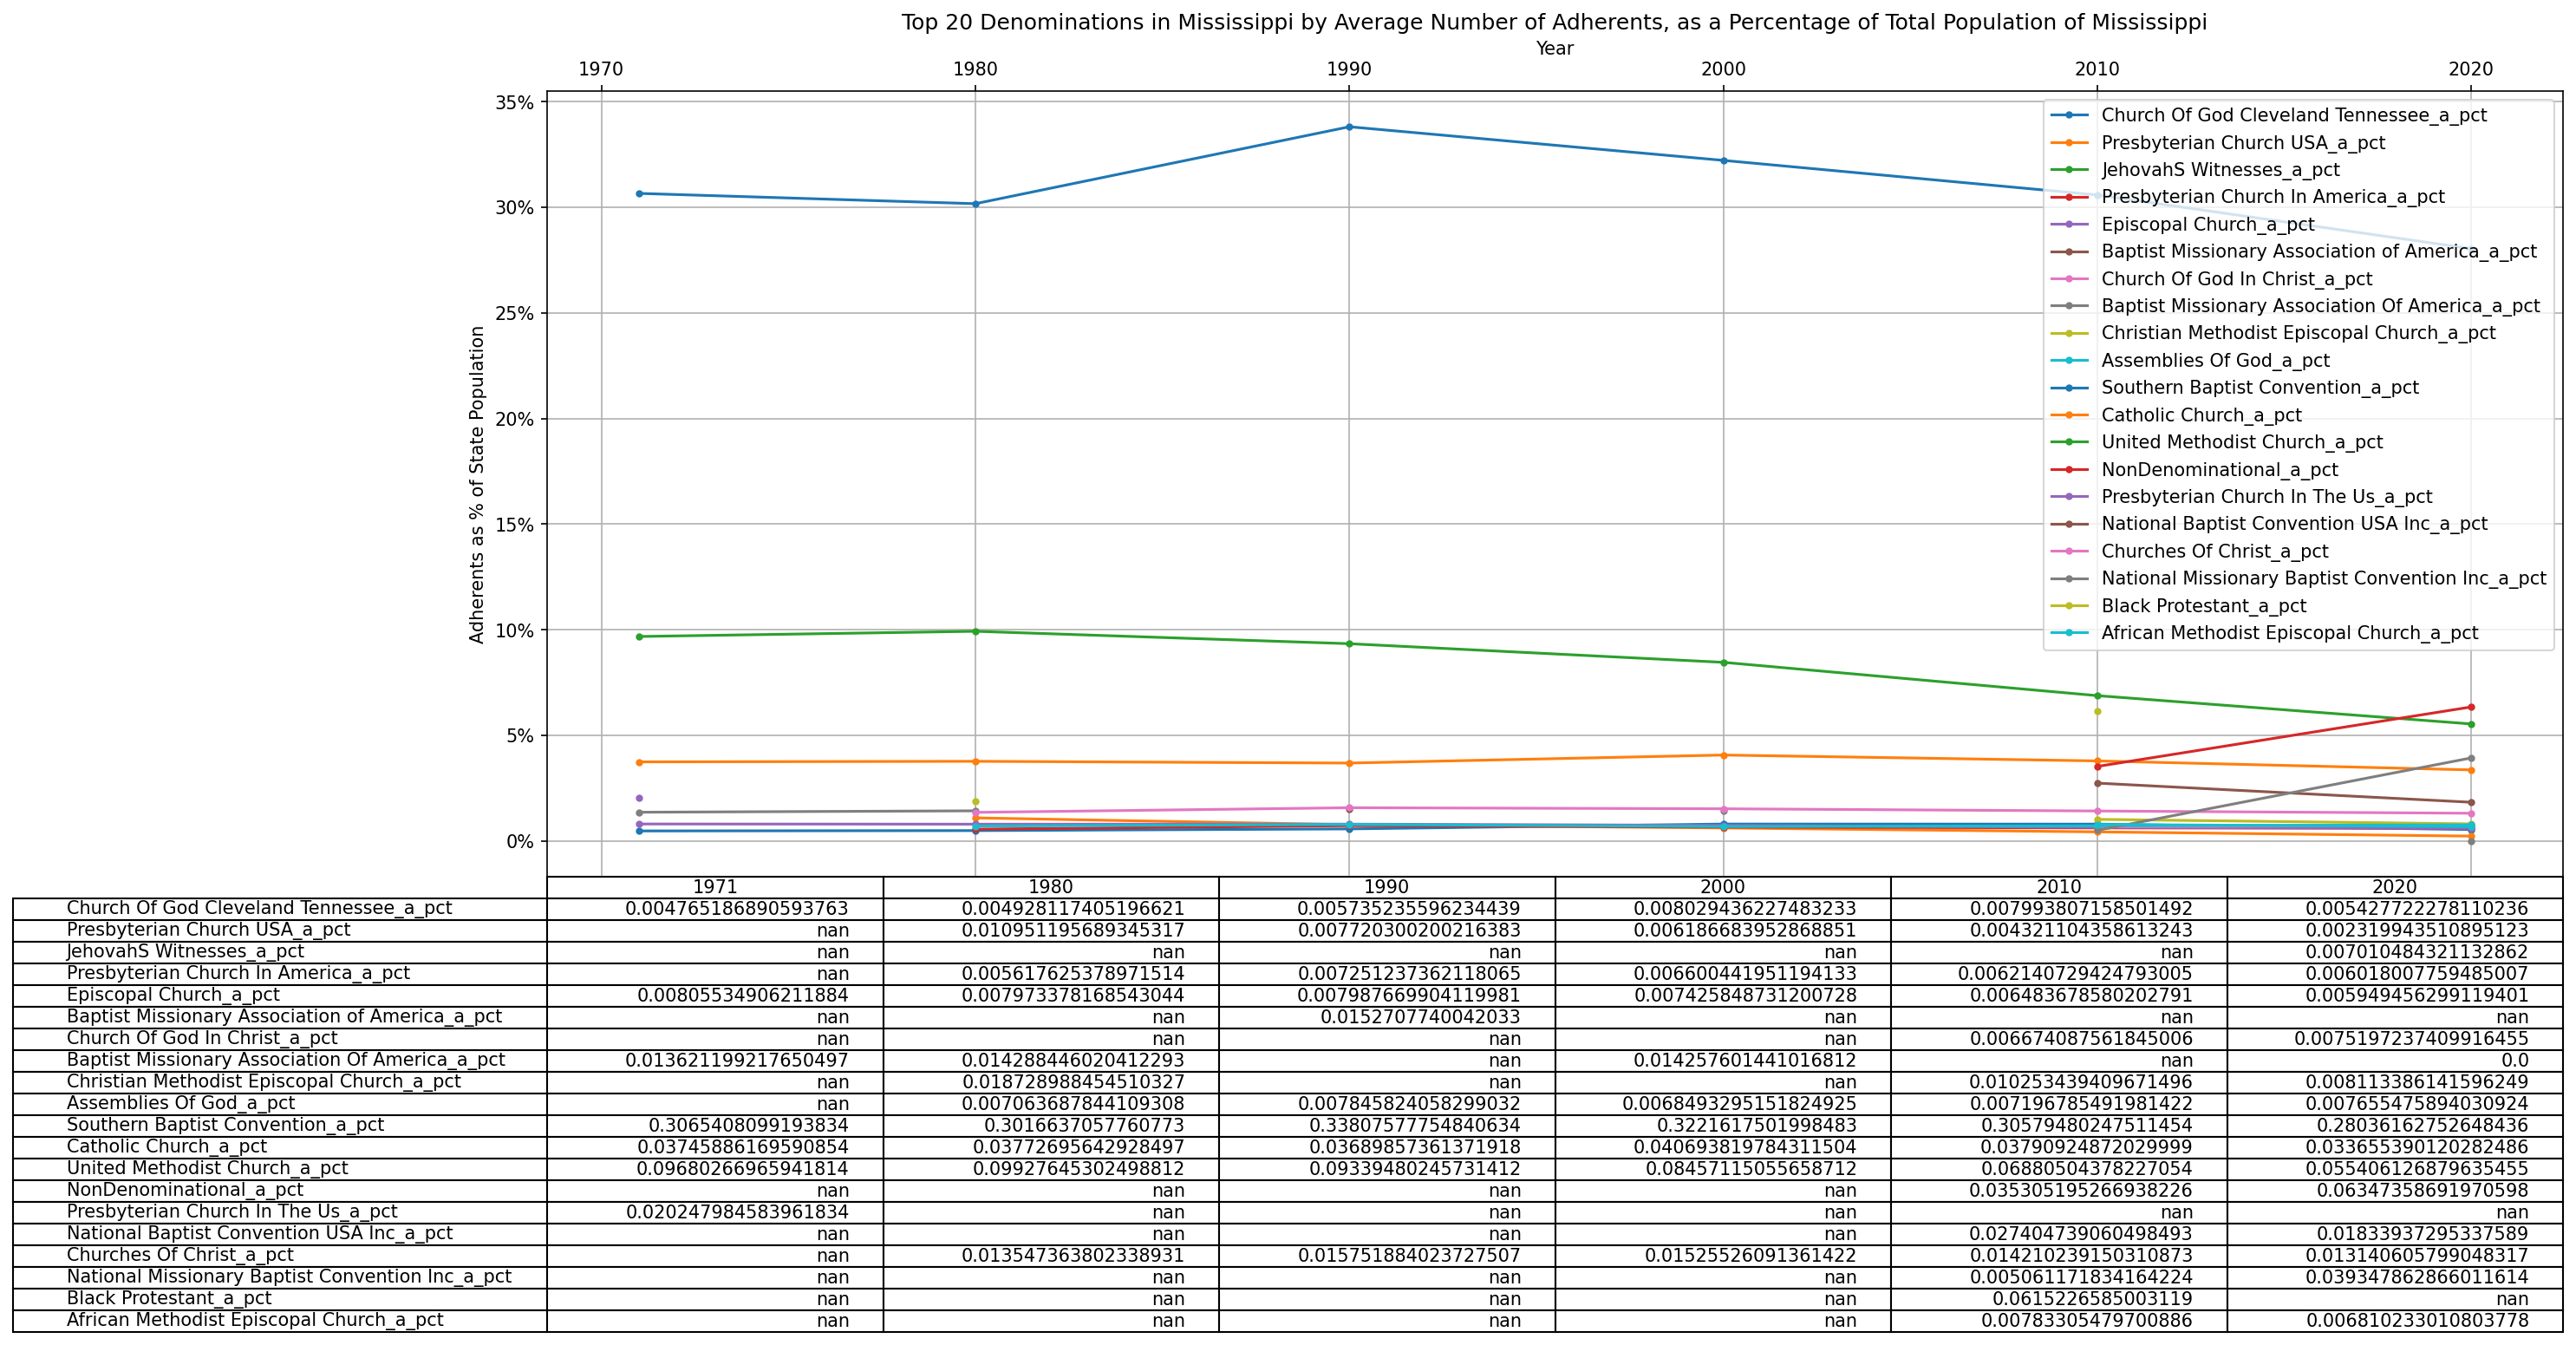 Top 20 Denominations in Mississippi by Average Number of Adherents, as a Percentage of Total Population of Mississippi
Year
1970 1980 1990 2000 2010 2020
35%
30%
25%
20%
15%
10%
5%
0%
Adherents as % of State Population
Church Of God Cleveland Tennessee_a_pct
Presbyterian Church USA_a_pct
JehovahS Witnesses_a_pct
Presbyterian Church In America_a_pct
Episcopal Church_a_pct
Baptist Missionary Association of America_a_pct
Church Of God In Christ_a_pct
Baptist Missionary Association Of America_a_pct
Christian Methodist Episcopal Church_a_pct
Assemblies Of God_a_pct
Southern Baptist Convention_a_pct
Catholic Church_a_pct
United Methodist Church_a_pct
NonDenominational_a_pct
Presbyterian Church In The Us_a_pct
National Baptist Convention USA Inc_a_pct
Churches Of Christ_a_pct
National Missionary Baptist Convention Inc_a_pct
Black Protestant_a_pct
African Methodist Episcopal Church_a_pct
1971 1980 1990 2000 2010 2020
Church Of God Cleveland Tennessee_a_pct 0.004765186890593763 0.004928117405196621 0.005735235596234439 0.008029436227483233 0.007993807158501492 0.005427722278110236
Presbyterian Church USA_a_pct nan 0.010951195689345317 0.007720300200216383 0.006186683952868851 0.004321104358613243 0.002319943510895123
JehovahS Witnesses_a_pct nan nan nan nan nan 0.007010484321132862
Presbyterian Church In America_a_pct nan 0.005617625378971514 0.007251237362118065 0.006600441951194133 0.0062140729424793005 0.006018007759485007
Episcopal Church_a_pct 0.00805534906211884 0.007973378168543044 0.007987669904119981 0.007425848731200728 0.006483678580202791 0.005949456299119401
Baptist Missionary Association of America_a_pct nan nan 0.0152707740042033 nan nan nan
Church Of God In Christ_a_pct nan nan nan nan 0.006674087561845006 0.0075197237409916455
Baptist Missionary Association Of America_a_pct 0.013621199217650497 0.014288446020412293 nan 0.014257601441016812 nan 0.0
Christian Methodist Episcopal Church_a_pct nan 0.018728988454510327 nan nan 0.010253439409671496 0.008113386141596249
Assemblies Of God_a_pct nan 0.007063687844109308 0.007845824058299032 0.0068493295151824925 0.007196785491981422 0.007655475894030924
Southern Baptist Convention_a_pct 0.3065408099193834 0.3016637057760773 0.33807577754840634 0.3221617501998483 0.30579480247511454 0.28036162752648436
Catholic Church_a_pct 0.03745886169590854 0.03772695642928497 0.03689857361371918 0.040693819784311504 0.03790924872029999 0.033655390120282486
United Methodist Church_a_pct 0.09680266965941814 0.09927645302498812 0.09339480245731412 0.08457115055658712 0.06880504378227054 0.055406126879635455
NonDenominational_a_pct nan nan nan nan 0.035305195266938226 0.06347358691970598
Presbyterian Church In The Us_a_pct 0.020247984583961834 nan nan nan nan nan
National Baptist Convention USA Inc_a_pct nan nan nan nan 0.027404739060498493 0.018339372953​37589
Churches Of Christ_a_pct nan 0.013547363802338931 0.015751884023727507 0.01525526091361422 0.014210239150310873 0.013140605799048317
National Missionary Baptist Convention Inc_a_pct nan nan nan nan 0.005061171834164224 0.039347862866011614
Black Protestant_a_pct nan nan nan nan 0.0615226585003119 nan
African Methodist Episcopal Church_a_pct nan nan nan nan 0.00783305479700886 0.006810233010803778